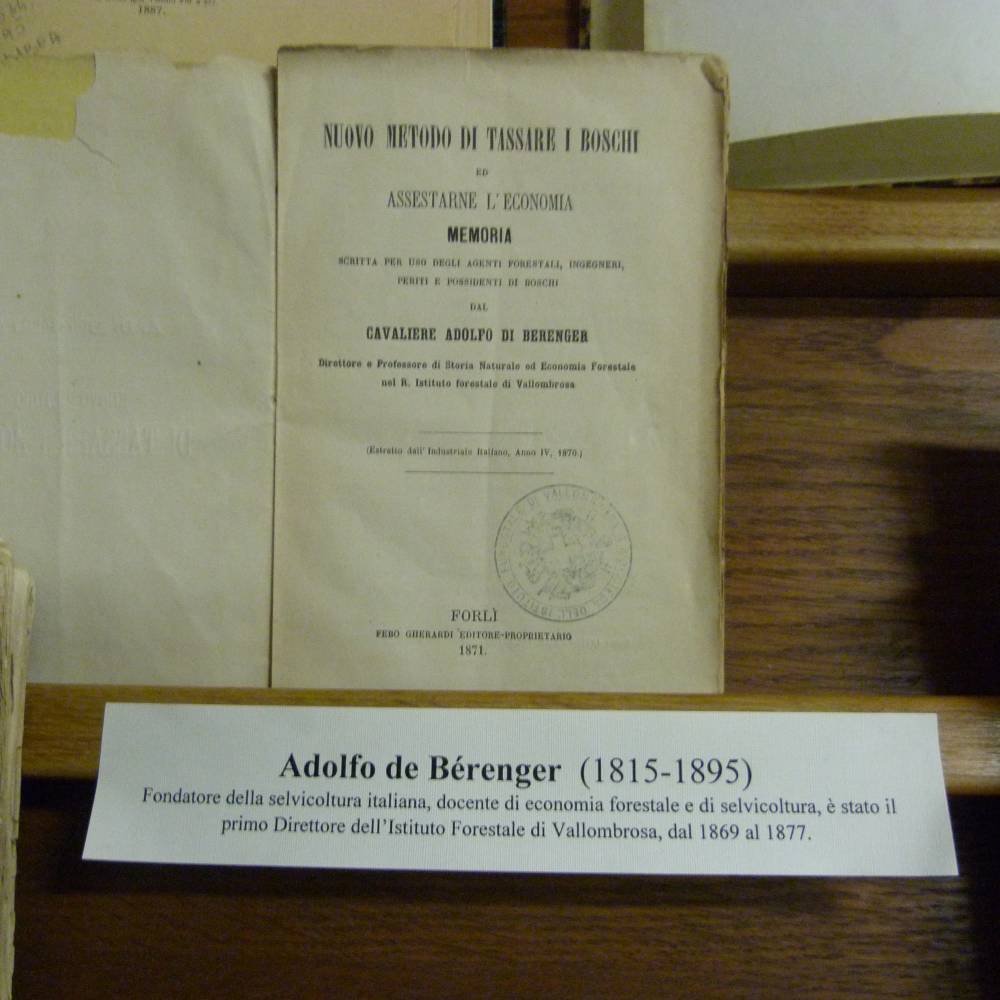 1887.
NUOVO METODO DI TASSARE I BOSCHI
ED
ASSESTARNE L'ECONOMIA
MEMORIA
SCRITTA PER USO DEGLI AGENTI FORESTALI, INGEGNERI,
PERITI E POSSIDENTI DI BOSCHI
DAL
CAVALIERE ADOLFO DI BERENGER
Direttore e Professore di Storia Naturale ed Economia Forestale
nel R. Istituto forestale di Vallombrosa
(Estratto dall'Industriale Italiano, Anno IV, 1870.)
FORLÌ
FEBO GHERARDI EDITORE-PROPRIETARIO
1871.
Adolfo de Bérenger (1815-1895)
Fondatore della selvicoltura italiana, docente di economia forestale e di selvicoltura, è stato il
primo Direttore dell'Istituto Forestale di Vallombrosa, dal 1869 al 1877.